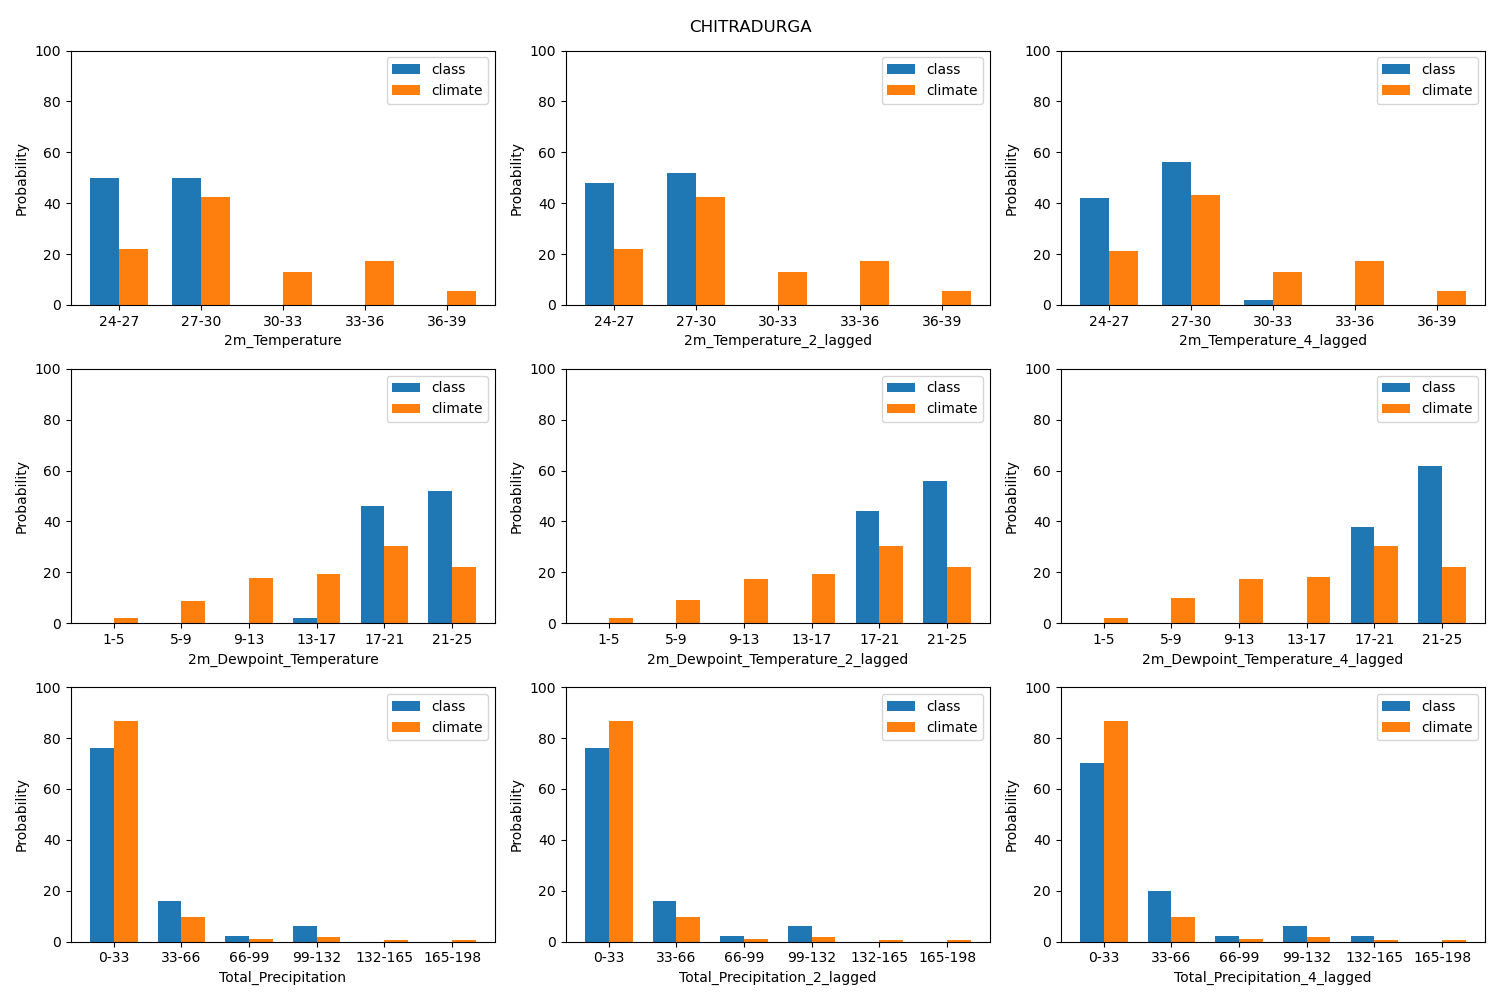 CHITRADURGA
100
80
60
40
20
0
Probability
class
climate
24-27 27-30 30-33 33-36 36-39
2m_Temperature
100
80
60
40
20
0
Probability
class
climate
24-27 27-30 30-33 33-36 36-39
2m_Temperature_2_lagged
100
80
60
40
20
0
Probability
class
climate
24-27 27-30 30-33 33-36 36-39
2m_Temperature_4_lagged
100
80
60
40
20
0
Probability
class
climate
1-5 5-9 9-13 13-17 17-21 21-25
2m_Dewpoint_Temperature
100
80
60
40
20
0
Probability
class
climate
1-5 5-9 9-13 13-17 17-21 21-25
2m_Dewpoint_Temperature_2_lagged
100
80
60
40
20
0
Probability
class
climate
1-5 5-9 9-13 13-17 17-21 21-25
2m_Dewpoint_Temperature_4_lagged
100
80
60
40
20
0
Probability
class
climate
0-33 33-66 66-99 99-132 132-165 165-198
Total_Precipitation
100
80
60
40
20
0
Probability
class
climate
0-33 33-66 66-99 99-132 132-165 165-198
Total_Precipitation_2_lagged
100
80
60
40
20
0
Probability
class
climate
0-33 33-66 66-99 99-132 132-165 165-198
Total_Precipitation_4_lagged